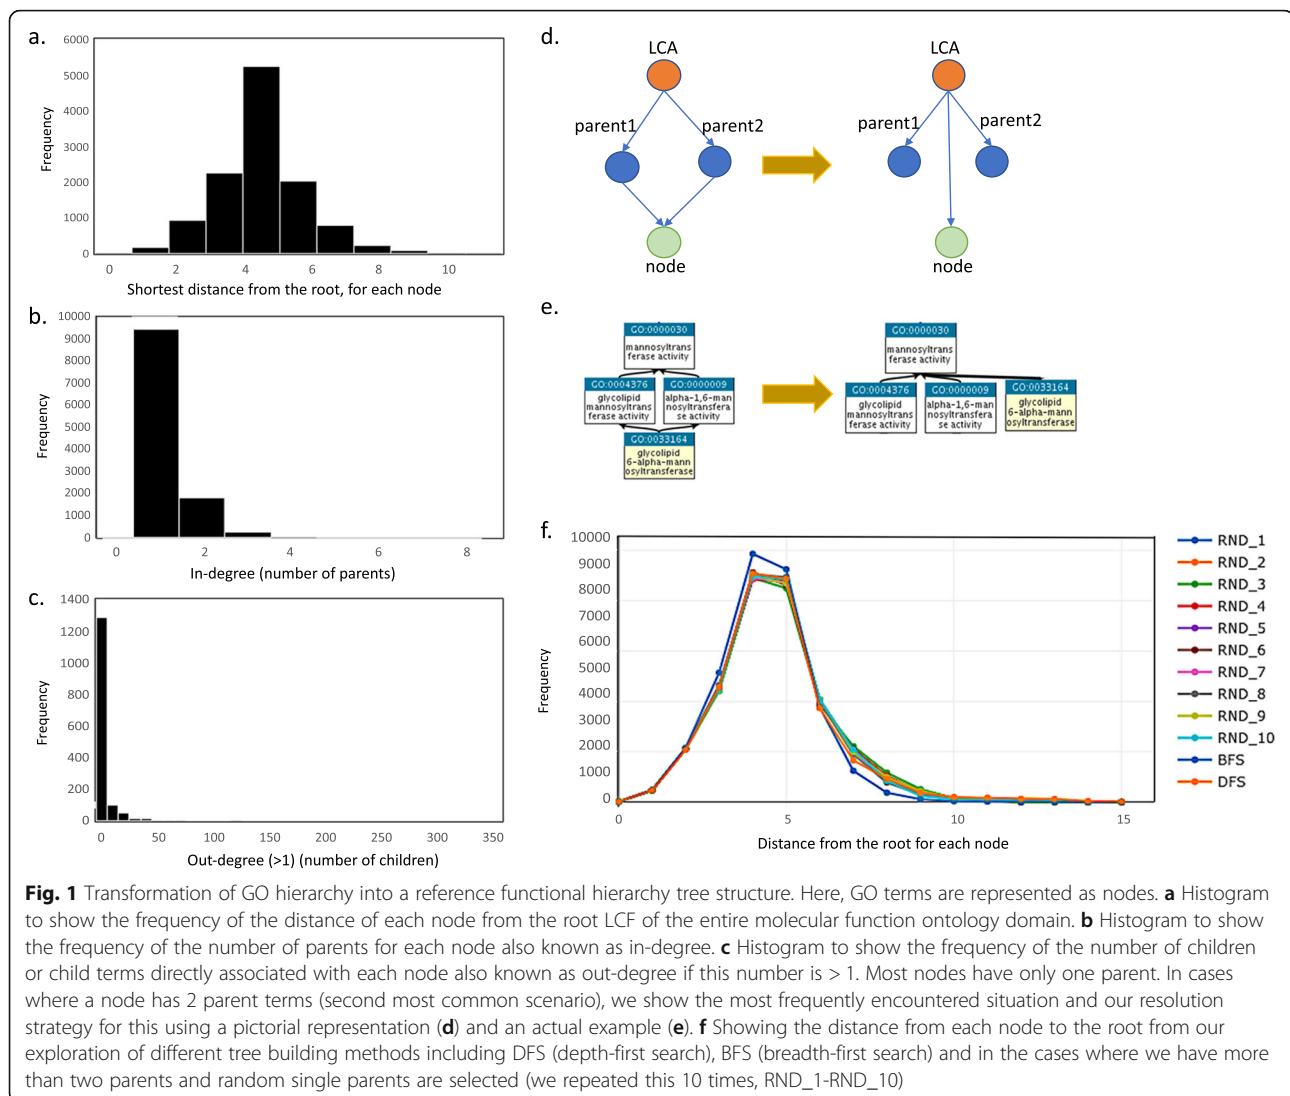 a.
6000
5000
4000
3000
2000
1000
0
Frequency
0 2 4 6 8 10
Shortest distance from the root, for each node
b.
10000
9000
8000
7000
6000
5000
4000
3000
2000
1000
0
Frequency
0 2 4 6 8
In-degree (number of parents)
c.
1400
1200
1000
800
600
400
200
0
Frequency
0 50 100 150 200 250 300 350
Out-degree (>1) (number of children)
d.
LCA
parent1
parent2
node
LCA
parent1
parent2
node
e.
GO:0000030
mannosyltrans
ferase activity
GO:0004376
glycolipid
mannosyltrans
ferase activity
GO:0000009
alpha-1,6-man
nosyltransfera
se activity
GO:0033164
glycolipid
6-alpha-mann
osyltransferase
GO:0000030
mannosyltrans
ferase activity
GO:0004376
glycolipid
mannosyltrans
ferase activity
GO:0000009
alpha-1,6-man
nosyltransfera
se activity
GO:0033164
glycolipid
6-alpha-mann
osyltransferase
f.
10000
9000
8000
7000
6000
5000
4000
3000
2000
1000
0
Frequency
0 5 10 15
Distance from the root for each node
RND_1
RND_2
RND_3
RND_4
RND_5
RND_6
RND_7
RND_8
RND_9
RND_10
BFS
DFS
Fig. 1 Transformation of GO hierarchy into a reference functional hierarchy tree structure. Here, GO terms are represented as nodes. a Histogram
to show the frequency of the distance of each node from the root LCF of the entire molecular function ontology domain. b Histogram to show
the frequency of the number of parents for each node also known as in-degree. c Histogram to show the frequency of the number of children
or child terms directly associated with each node also known as out-degree if this number is > 1. Most nodes have only one parent. In cases
where a node has 2 parent terms (second most common scenario), we show the most frequently encountered situation and our resolution
strategy for this using a pictorial representation (d) and an actual example (e). f Showing the distance from each node to the root from our
exploration of different tree building methods including DFS (depth-first search), BFS (breadth-first search) and in the cases where we have more
than two parents and random single parents are selected (we repeated this 10 times, RND_1-RND_10)